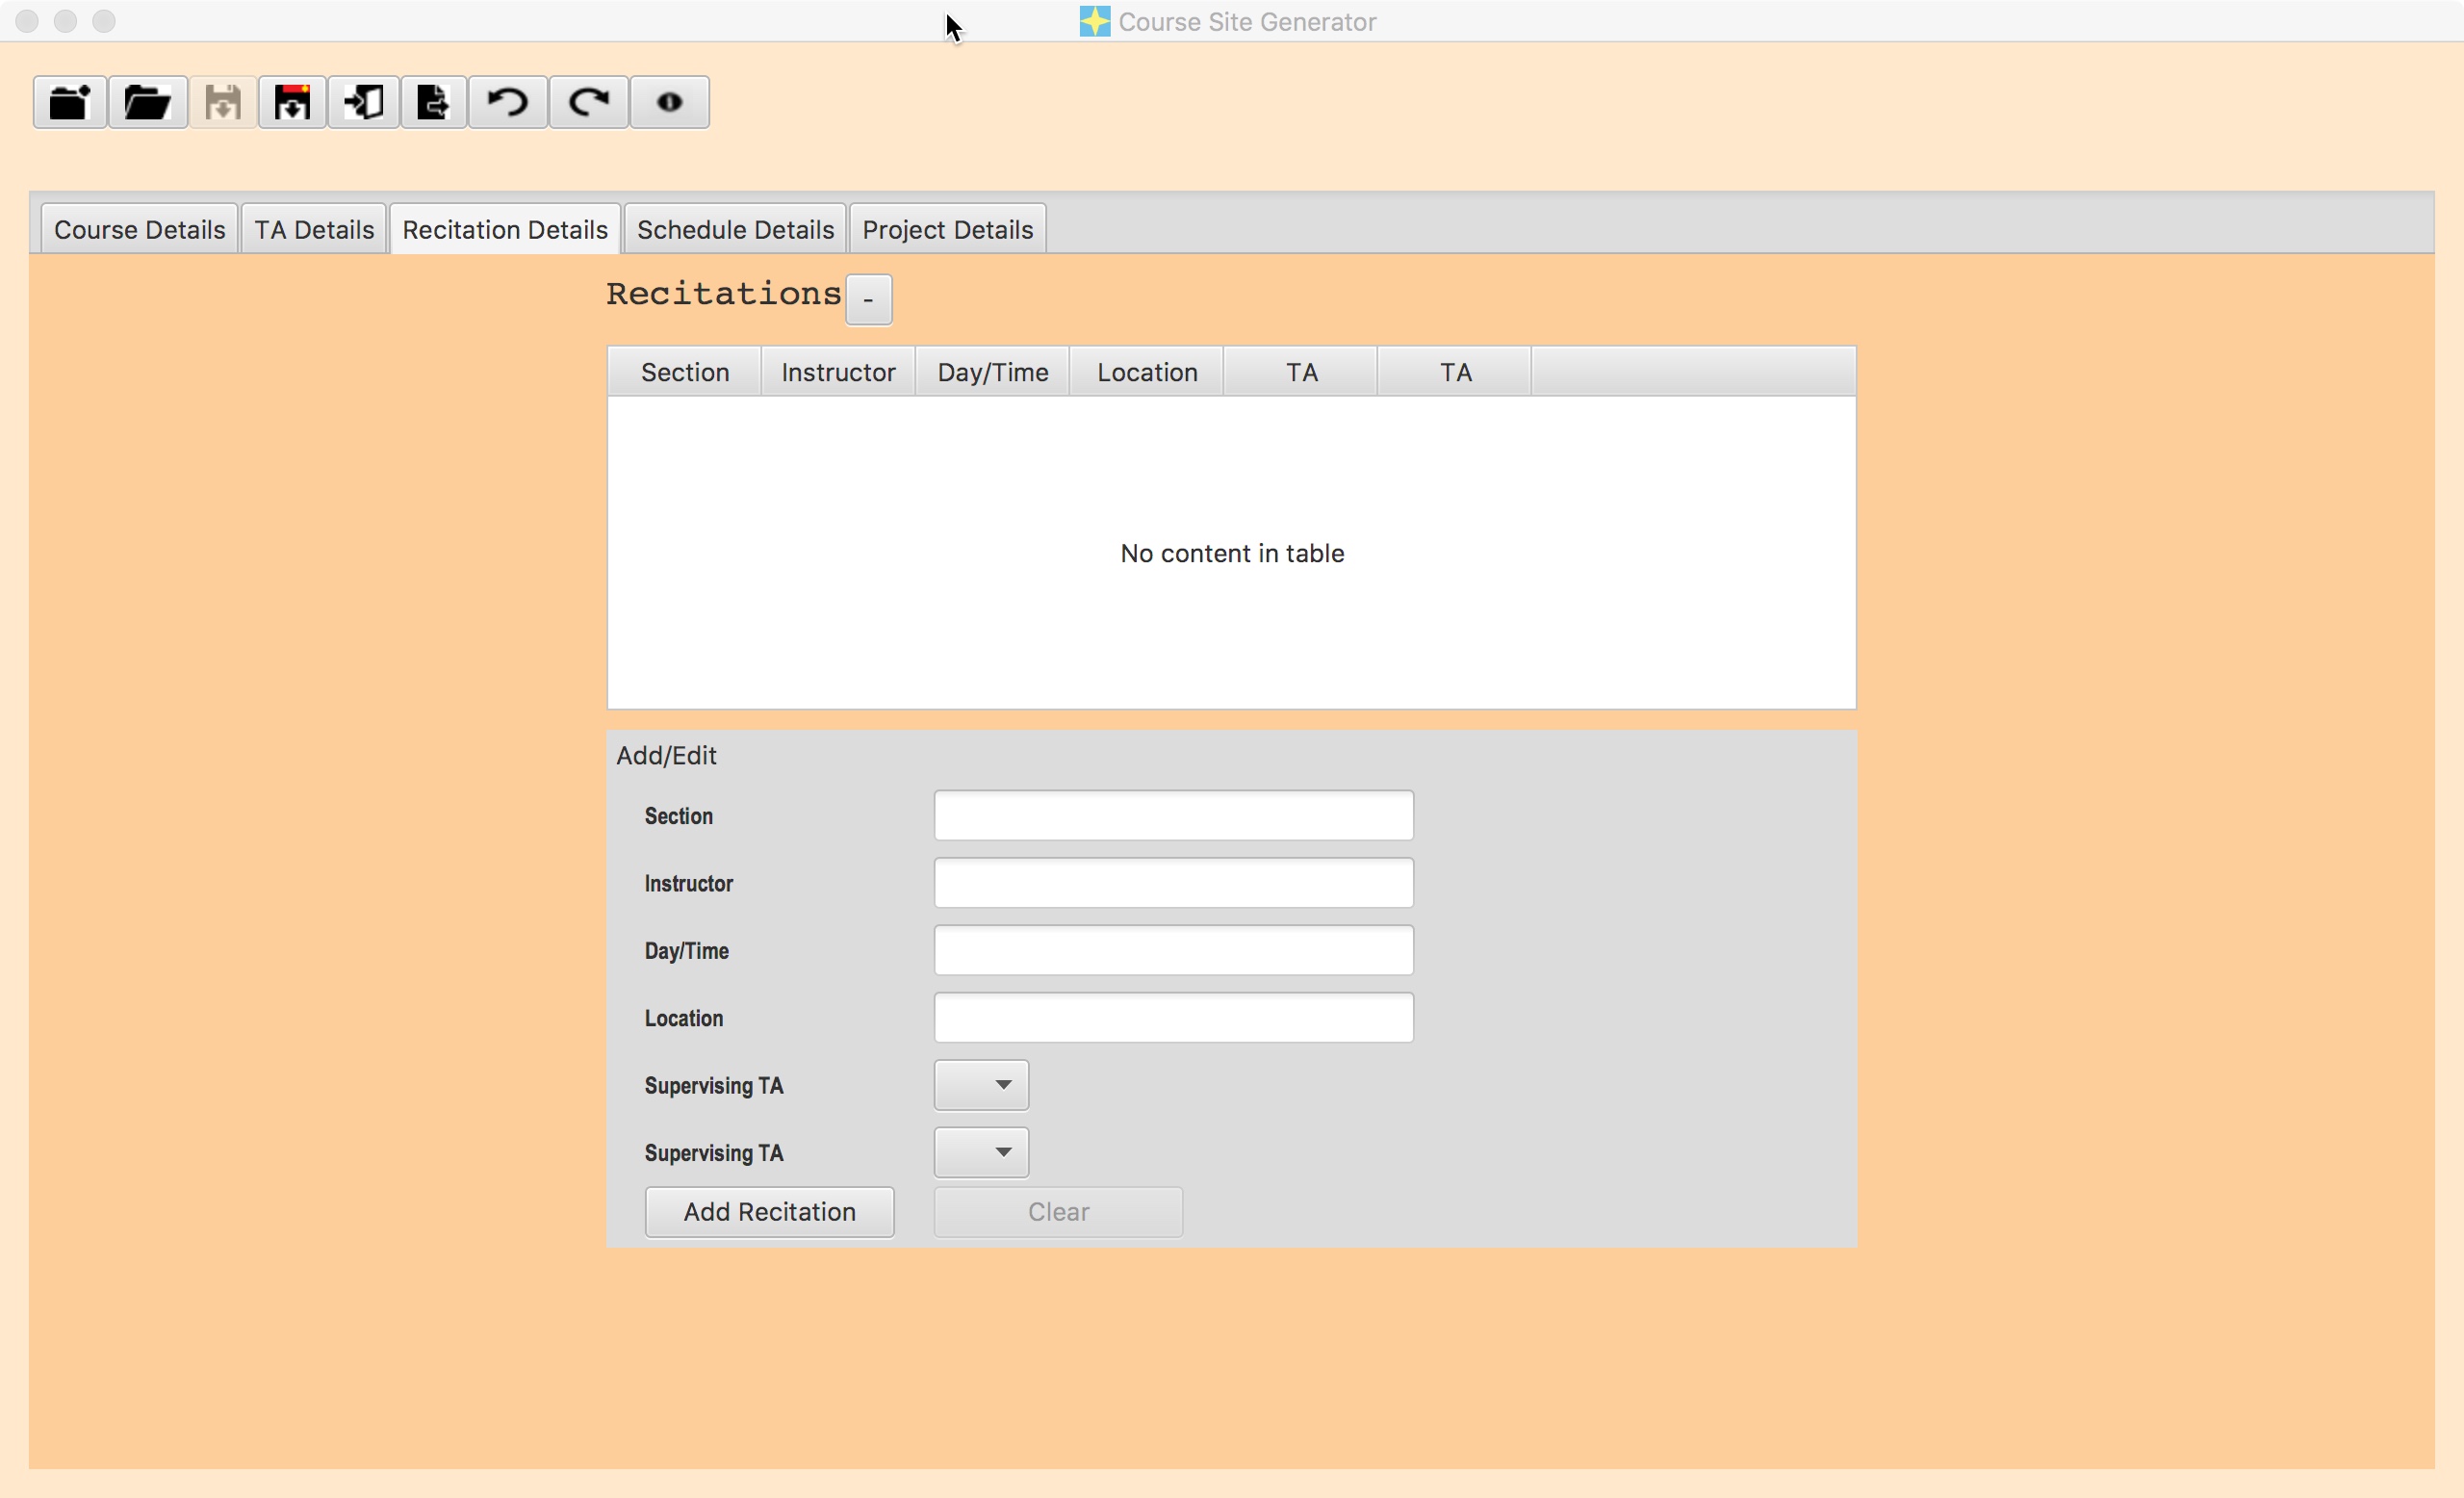 Course Site Generator
Course Details TA Details Recitation Details Schedule Details Project Details
Recitations -
Section Instructor Day/Time Location TA TA
No content in table
Add/Edit
Section
Instructor
Day/Time
Location
Supervising TA
Supervising TA
Add Recitation Clear